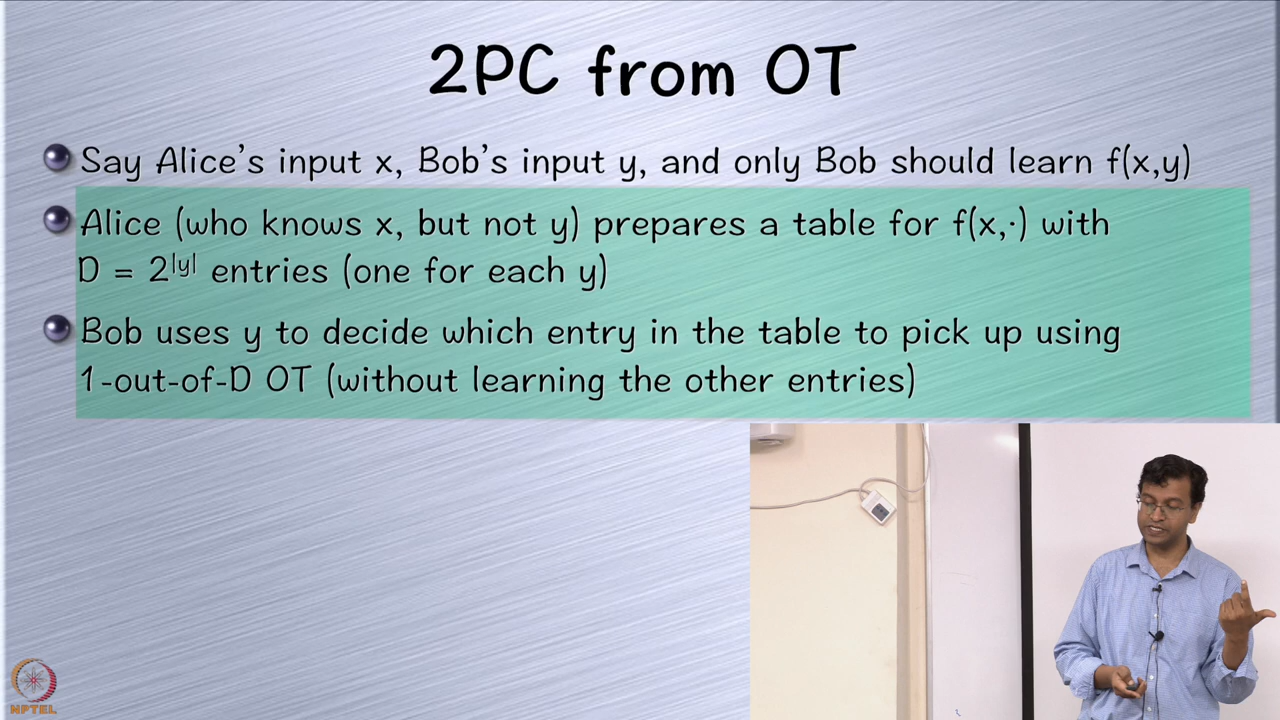 2PC from OT
Say Alice's input x, Bob's input y, and only Bob should learn f(x,y)
Alice (who knows x, but not y) prepares a table for f(x,·) with
D = 2^|y| entries (one for each y)
Bob uses y to decide which entry in the table to pick up using
1-out-of-D OT (without learning the other entries)
NPTEL